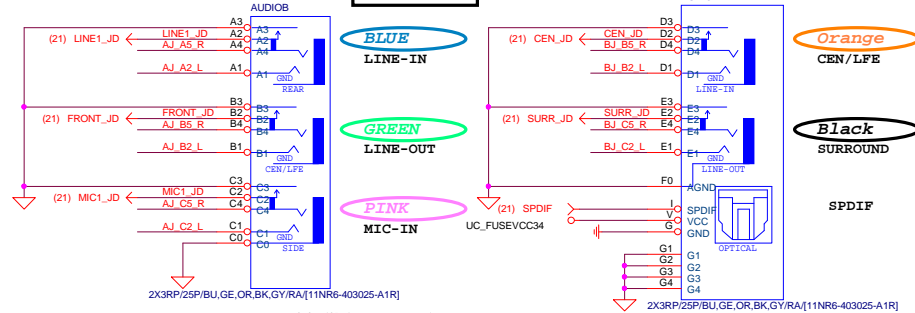 AUDIOB
A3
A3
(21) LINE1_JD
LINE1_JD
A2
A2
AJ_A5_R
A4
A4
AJ_A2_L
A1
A1
GND
REAR
BLUE
LINE-IN
B3
B3
(21) FRONT_JD
FRONT_JD
B2
B2
AJ_B5_R
B4
B4
AJ_B2_L
B1
B1
GND
CEN/LFE
GREEN
LINE-OUT
C3
C3
(21) MIC1_JD
MIC1_JD
C2
C2
AJ_C5_R
C4
C4
AJ_C2_L
C1
C1
GND
C0
C0
SIDE
PINK
MIC-IN
2X3RP/25P/BU,GE,OR,BK,GY/RA/[11NR6-403025-A1R]
D3
D3
(21) CEN_JD
CEN_JD
D2
D2
BJ_B5_R
D4
D4
BJ_B2_L
D1
D1
GND
LINE-IN
Orange
CEN/LFE
E3
E3
(21) SURR_JD
SURR_JD
E2
E2
BJ_C5_R
E4
E4
BJ_C2_L
E1
E1
GND
LINE-OUT
Black
SURROUND
F0
AGND
(21) SPDIF
I
SPDIF
UC_FUSEVCC34
V
VCC
G
GND
OPTICAL
SPDIF
G1
G1
G2
G2
G3
G3
G4
G4
2X3RP/25P/BU,GE,OR,BK,GY/RA/[11NR6-403025-A1R]